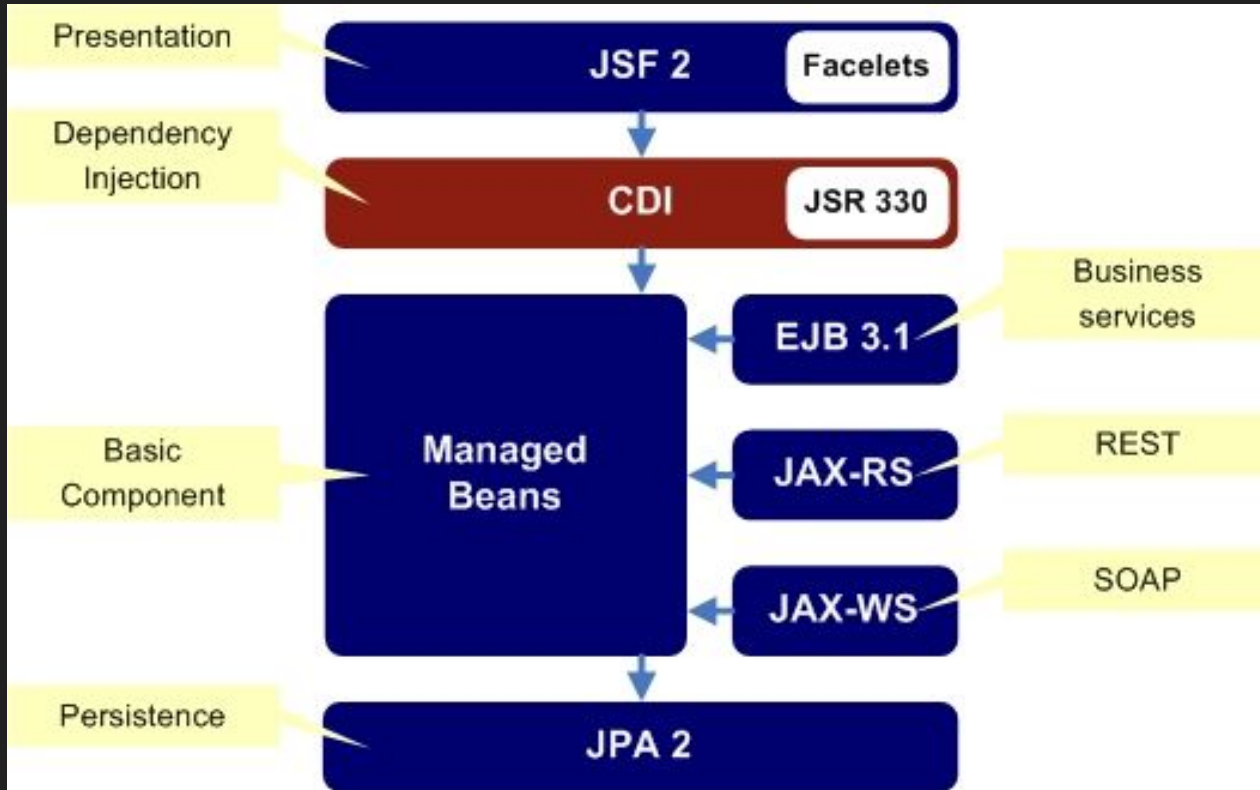 Presentation
JSF 2
Facelets
Dependency
Injection
CDI
JSR 330
Business
services
EJB 3.1
Basic
Component
Managed
Beans
REST
JAX-RS
SOAP
JAX-WS
Persistence
JPA 2